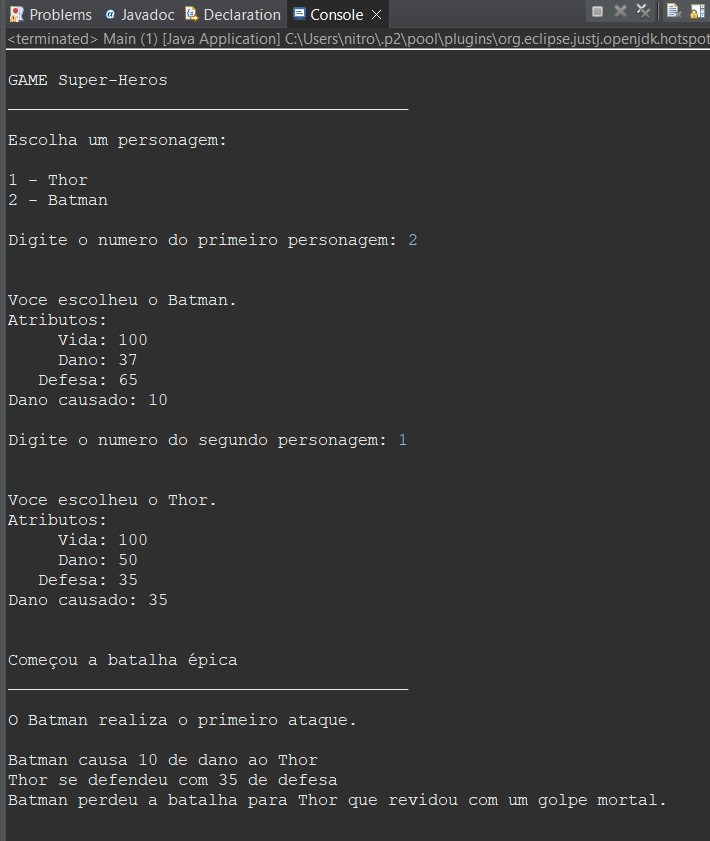 Problems Javadoc Declaration Console
<terminated> Main (1) [Java Application] C:\Users\nitro\.p2\pool\plugins\org.eclipse.justj.openjdk.hotspot
GAME Super-Heros
________________________________________
Escolha um personagem:
1 - Thor
2 - Batman
Digite o numero do primeiro personagem: 2
Voce escolheu o Batman.
Atributos:
Vida: 100
Dano: 37
Defesa: 65
Dano causado: 10
Digite o numero do segundo personagem: 1
Voce escolheu o Thor.
Atributos:
Vida: 100
Dano: 50
Defesa: 35
Dano causado: 35
Começou a batalha épica
________________________________________
O Batman realiza o primeiro ataque.
Batman causa 10 de dano ao Thor
Thor se defendeu com 35 de defesa
Batman perdeu a batalha para Thor que revidou com um golpe mortal.